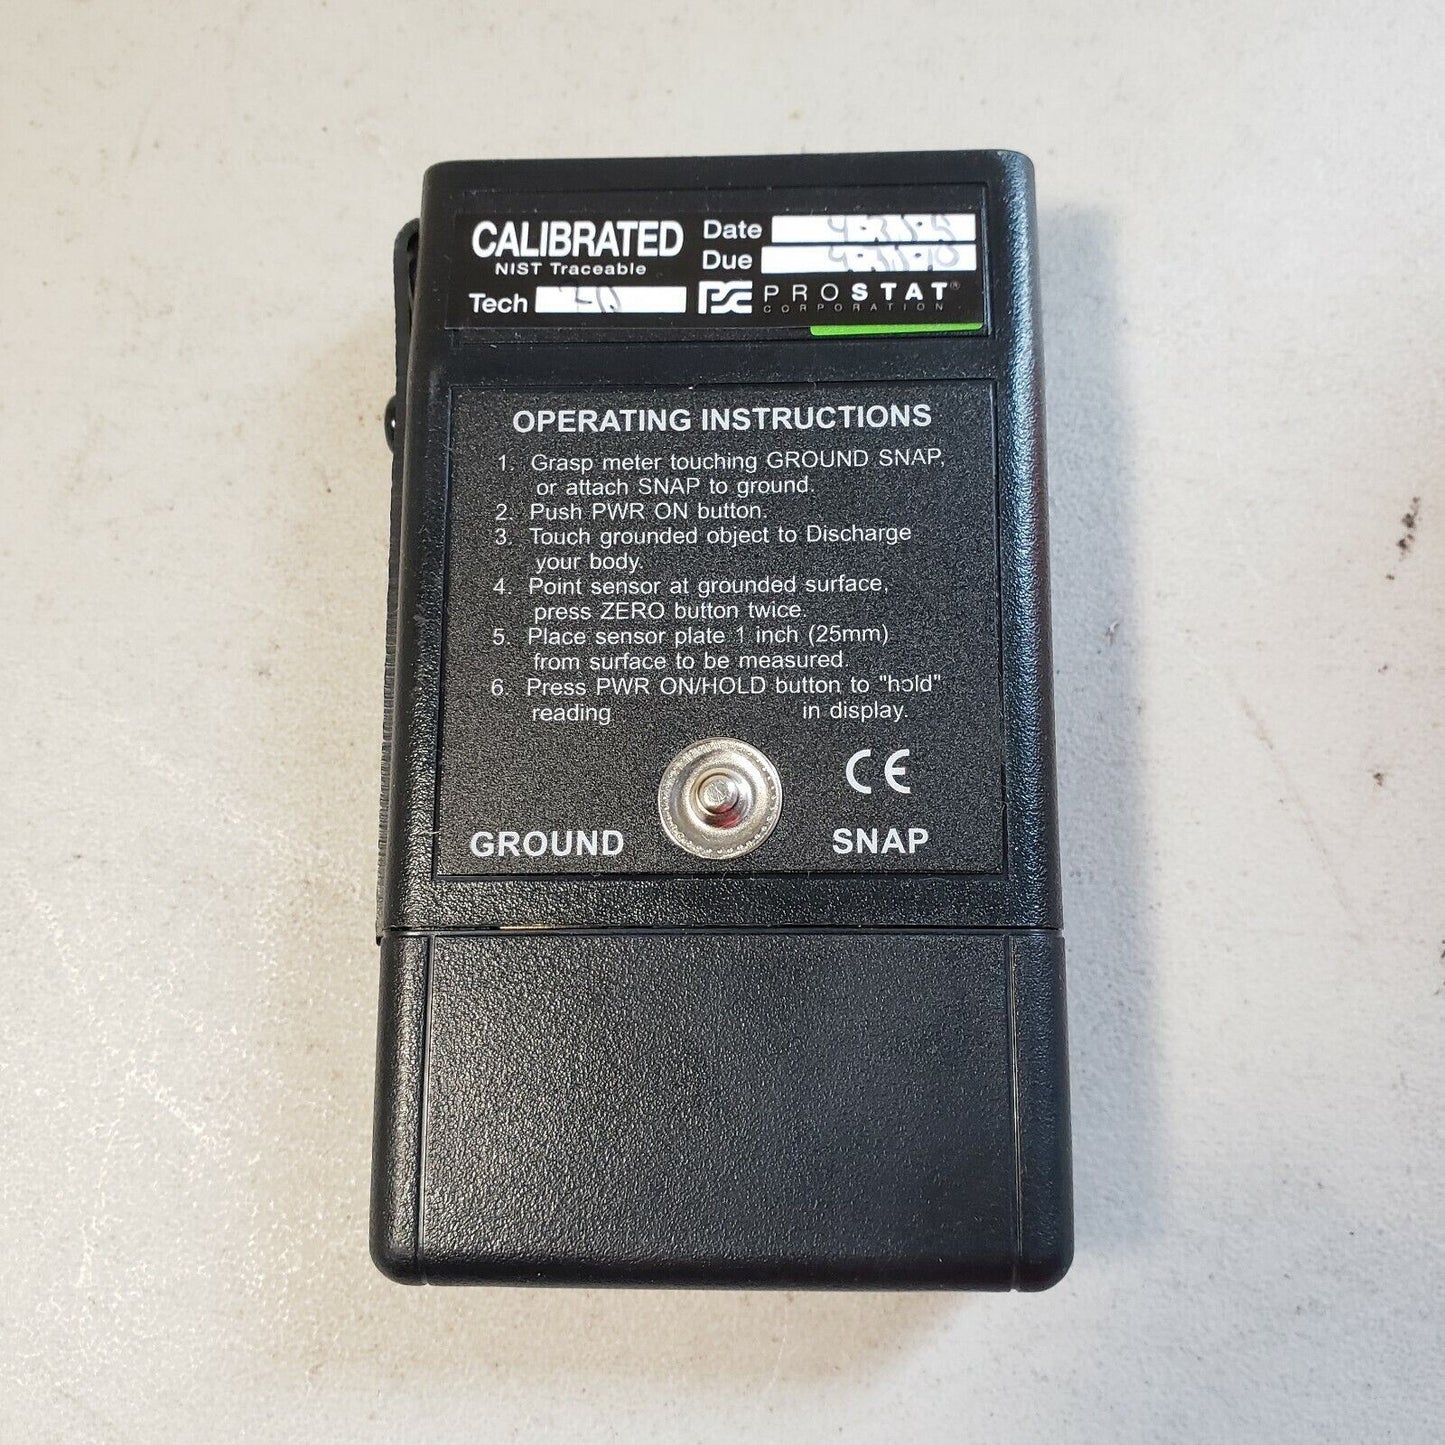 CALIBRATED
NIST Traceable
Date
Due
Tech
PROSTAT®
CORPORATION
OPERATING INSTRUCTIONS
1. Grasp meter touching GROUND SNAP,
or attach SNAP to ground.
2. Push PWR ON button.
3. Touch grounded object to Discharge
your body.
4. Point sensor at grounded surface,
press ZERO button twice.
5. Place sensor plate 1 inch (25mm)
from surface to be measured.
6. Press PWR ON/HOLD button to "hold"
reading in display.
CE
GROUND SNAP